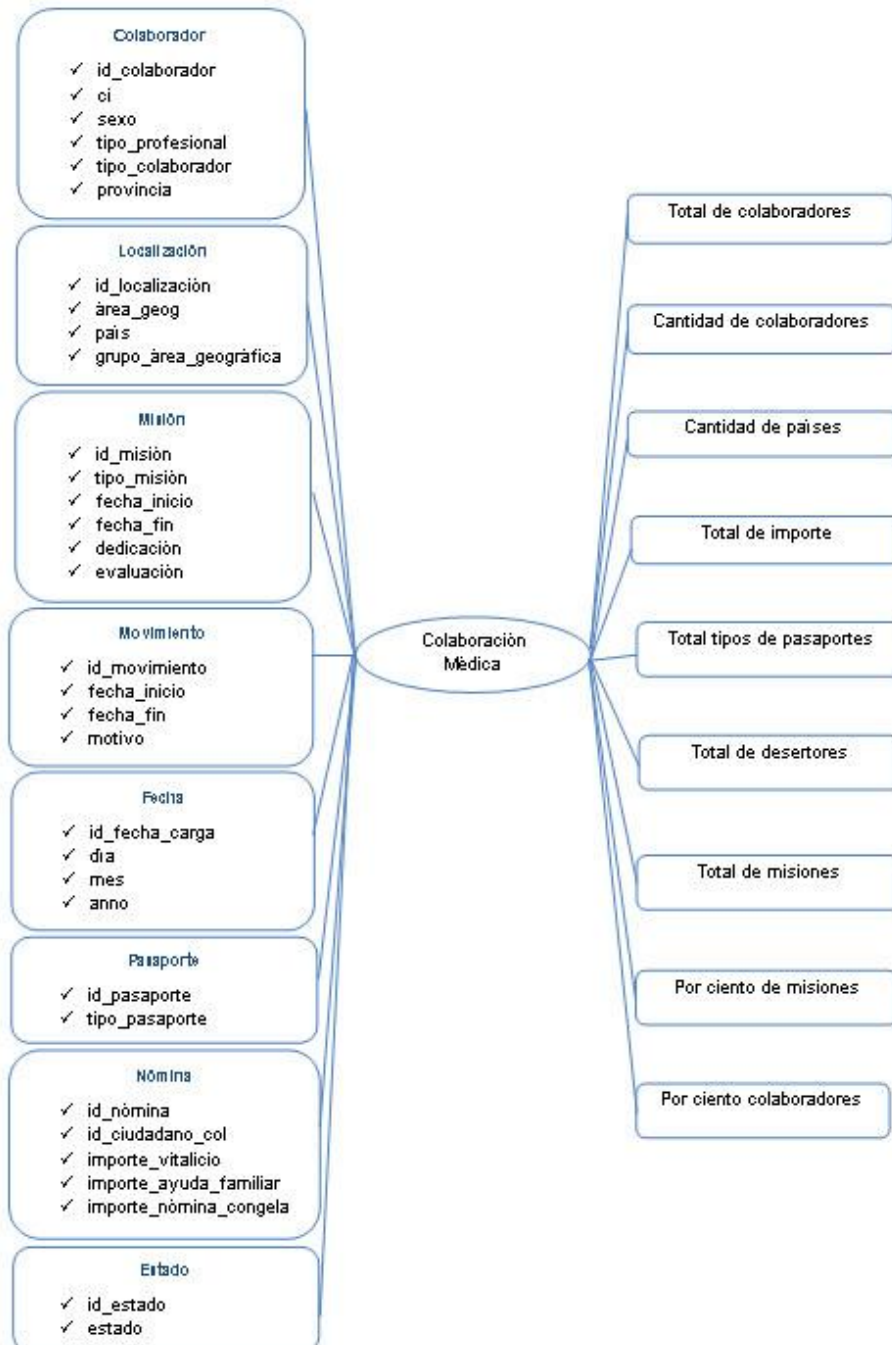 Colaborador
✓ id_colaborador
✓ ci
✓ sexo
✓ tipo_profesional
✓ tipo_colaborador
✓ provincia
Localización
✓ id_localización
✓ área_geog
✓ país
✓ grupo_área_geográfica
Misión
✓ id_misión
✓ tipo_misión
✓ fecha_inicio
✓ fecha_fin
✓ dedicación
✓ evaluación
Movimiento
✓ id_movimiento
✓ fecha_inicio
✓ fecha_fin
✓ motivo
Fecha
✓ id_fecha_carga
✓ día
✓ mes
✓ anno
Pasaporte
✓ id_pasaporte
✓ tipo_pasaporte
Nómina
✓ id_nómina
✓ id_ciudadano_col
✓ importe_vitalicio
✓ importe_ayuda_familiar
✓ importe_nómina_congela
Estado
✓ id_estado
✓ estado
Colaboración
Médica
Total de colaboradores
Cantidad de colaboradores
Cantidad de países
Total de importe
Total tipos de pasaportes
Total de desertores
Total de misiones
Por ciento de misiones
Por ciento colaboradores